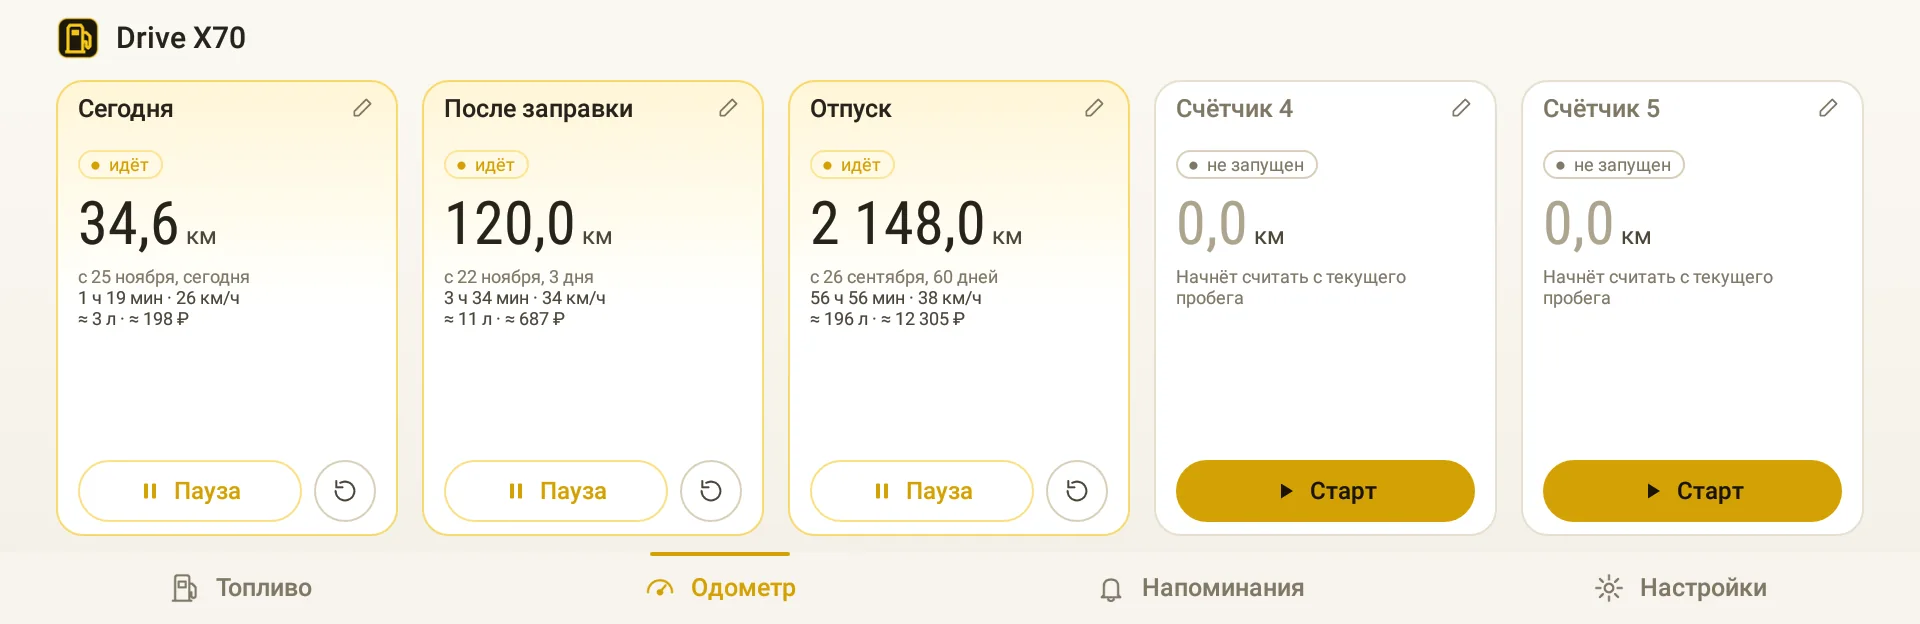 Drive X70
Сегодня
идёт
34,6 км
с 25 ноября, сегодня
1 ч 19 мин · 26 км/ч
≈ 3 л · ≈ 198 ₽
Пауза
После заправки
идёт
120,0 км
с 22 ноября, 3 дня
3 ч 34 мин · 34 км/ч
≈ 11 л · ≈ 687 ₽
Пауза
Отпуск
идёт
2 148,0 км
с 26 сентября, 60 дней
56 ч 56 мин · 38 км/ч
≈ 196 л · ≈ 12 305 ₽
Пауза
Счётчик 4
не запущен
0,0 км
Начнёт считать с текущего
пробега
Старт
Счётчик 5
не запущен
0,0 км
Начнёт считать с текущего
пробега
Старт
Топливо
Одометр
Напоминания
Настройки